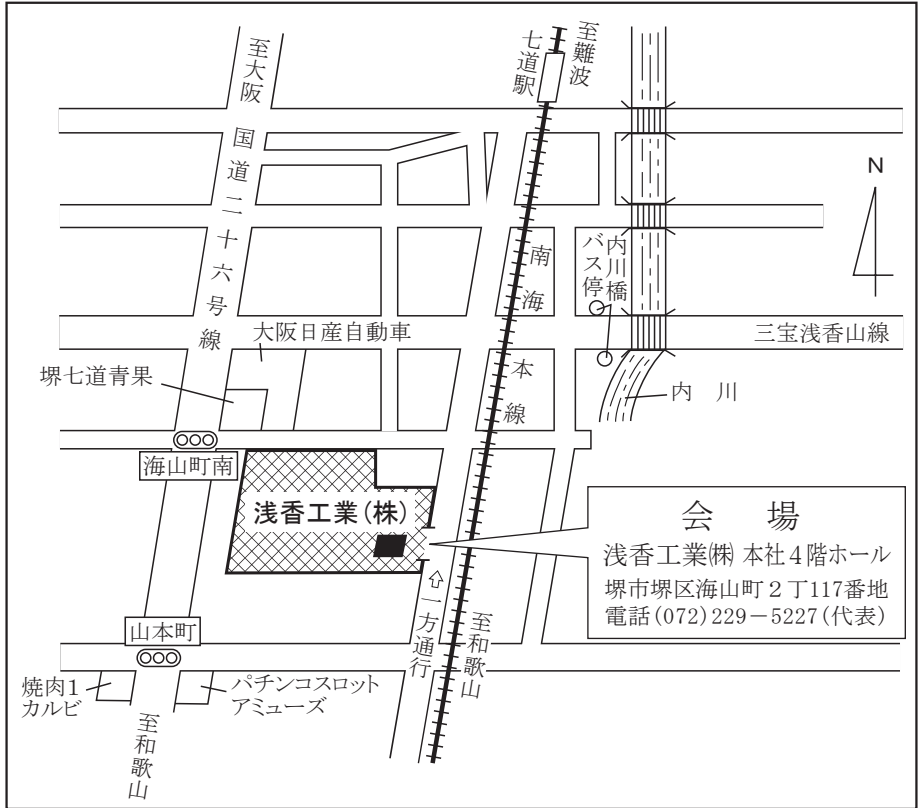 至大阪
国道二十六号線
七道駅
至難波
N
南海本線
内川橋
バス停
三宝浅香山線
大阪日産自動車
堺七道青果
内　川
海山町南
浅香工業(株)
会　場
浅香工業㈱ 本社４階ホール
堺市堺区海山町２丁117番地
電話(072)229－5227(代表)
⇧一方通行
至和歌山
山本町
焼肉1
カルビ
パチンコスロット
アミューズ
至和歌山